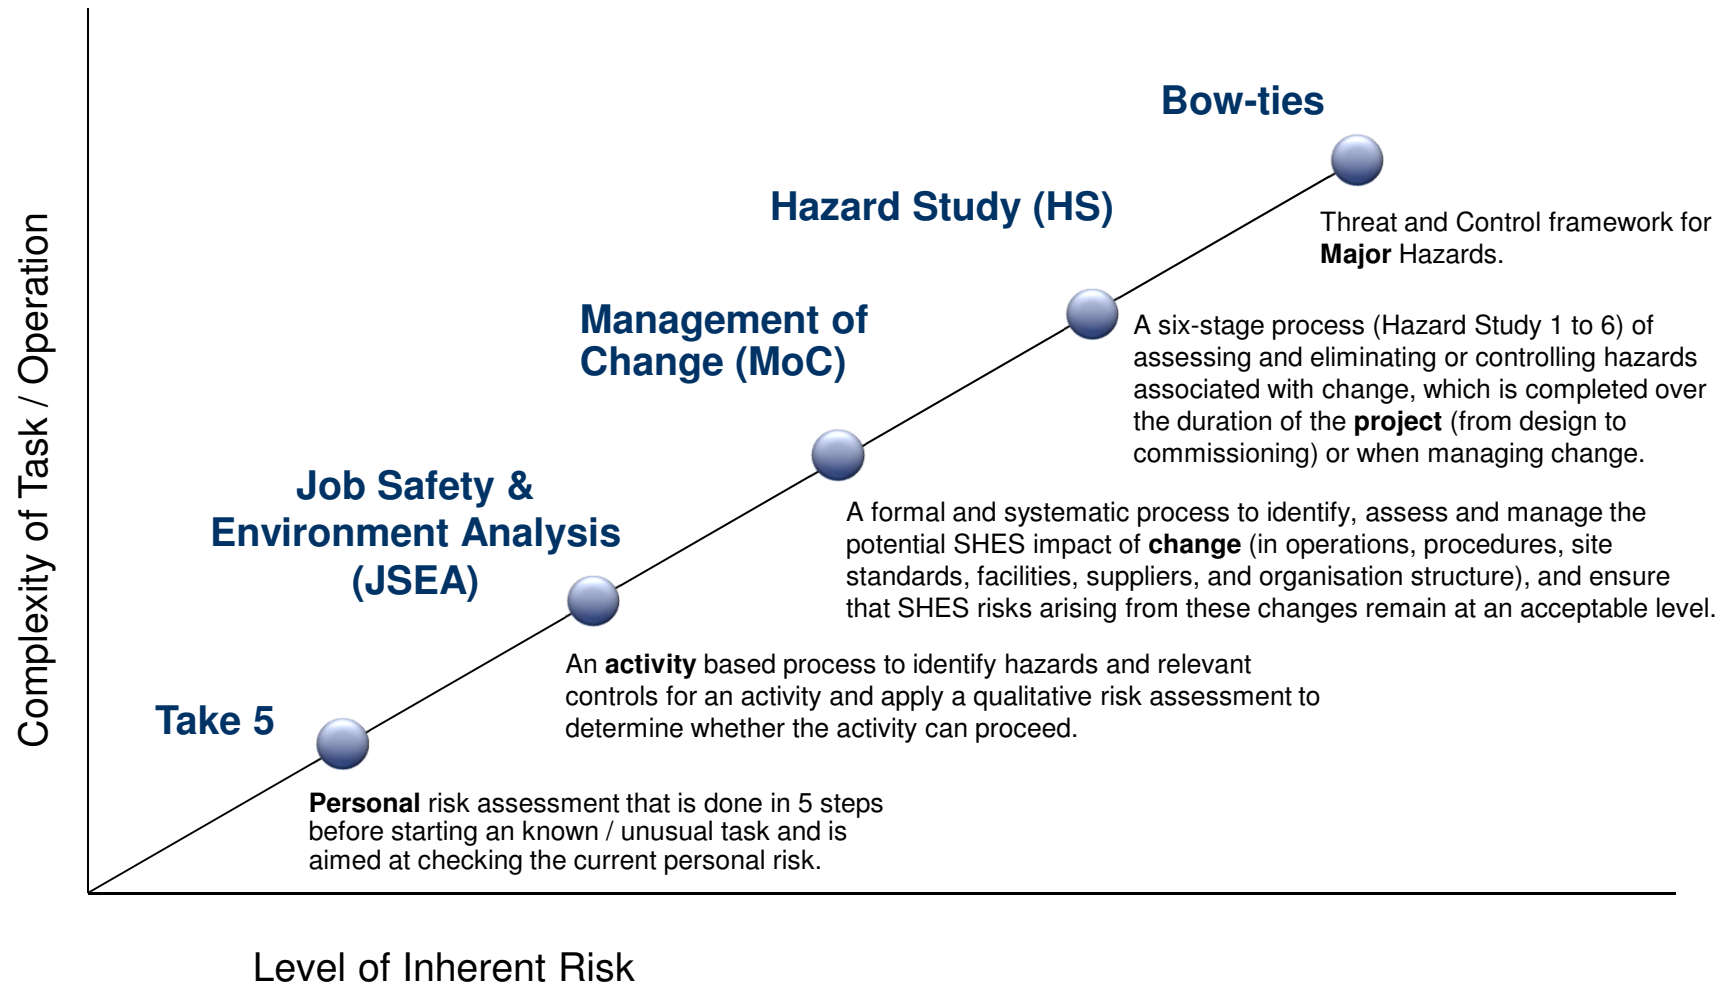 Bow-ties
Threat and Control framework for
Major Hazards.
Hazard Study (HS)
A six-stage process (Hazard Study 1 to 6) of
assessing and eliminating or controlling hazards
associated with change, which is completed over
the duration of the project (from design to
commissioning) or when managing change.
Management of
Change (MoC)
A formal and systematic process to identify, assess and manage the
potential SHES impact of change (in operations, procedures, site
standards, facilities, suppliers, and organisation structure), and ensure
that SHES risks arising from these changes remain at an acceptable level.
Job Safety &
Environment Analysis
(JSEA)
An activity based process to identify hazards and relevant
controls for an activity and apply a qualitative risk assessment to
determine whether the activity can proceed.
Take 5
Personal risk assessment that is done in 5 steps
before starting an known / unusual task and is
aimed at checking the current personal risk.
Complexity of Task / Operation
Level of Inherent Risk